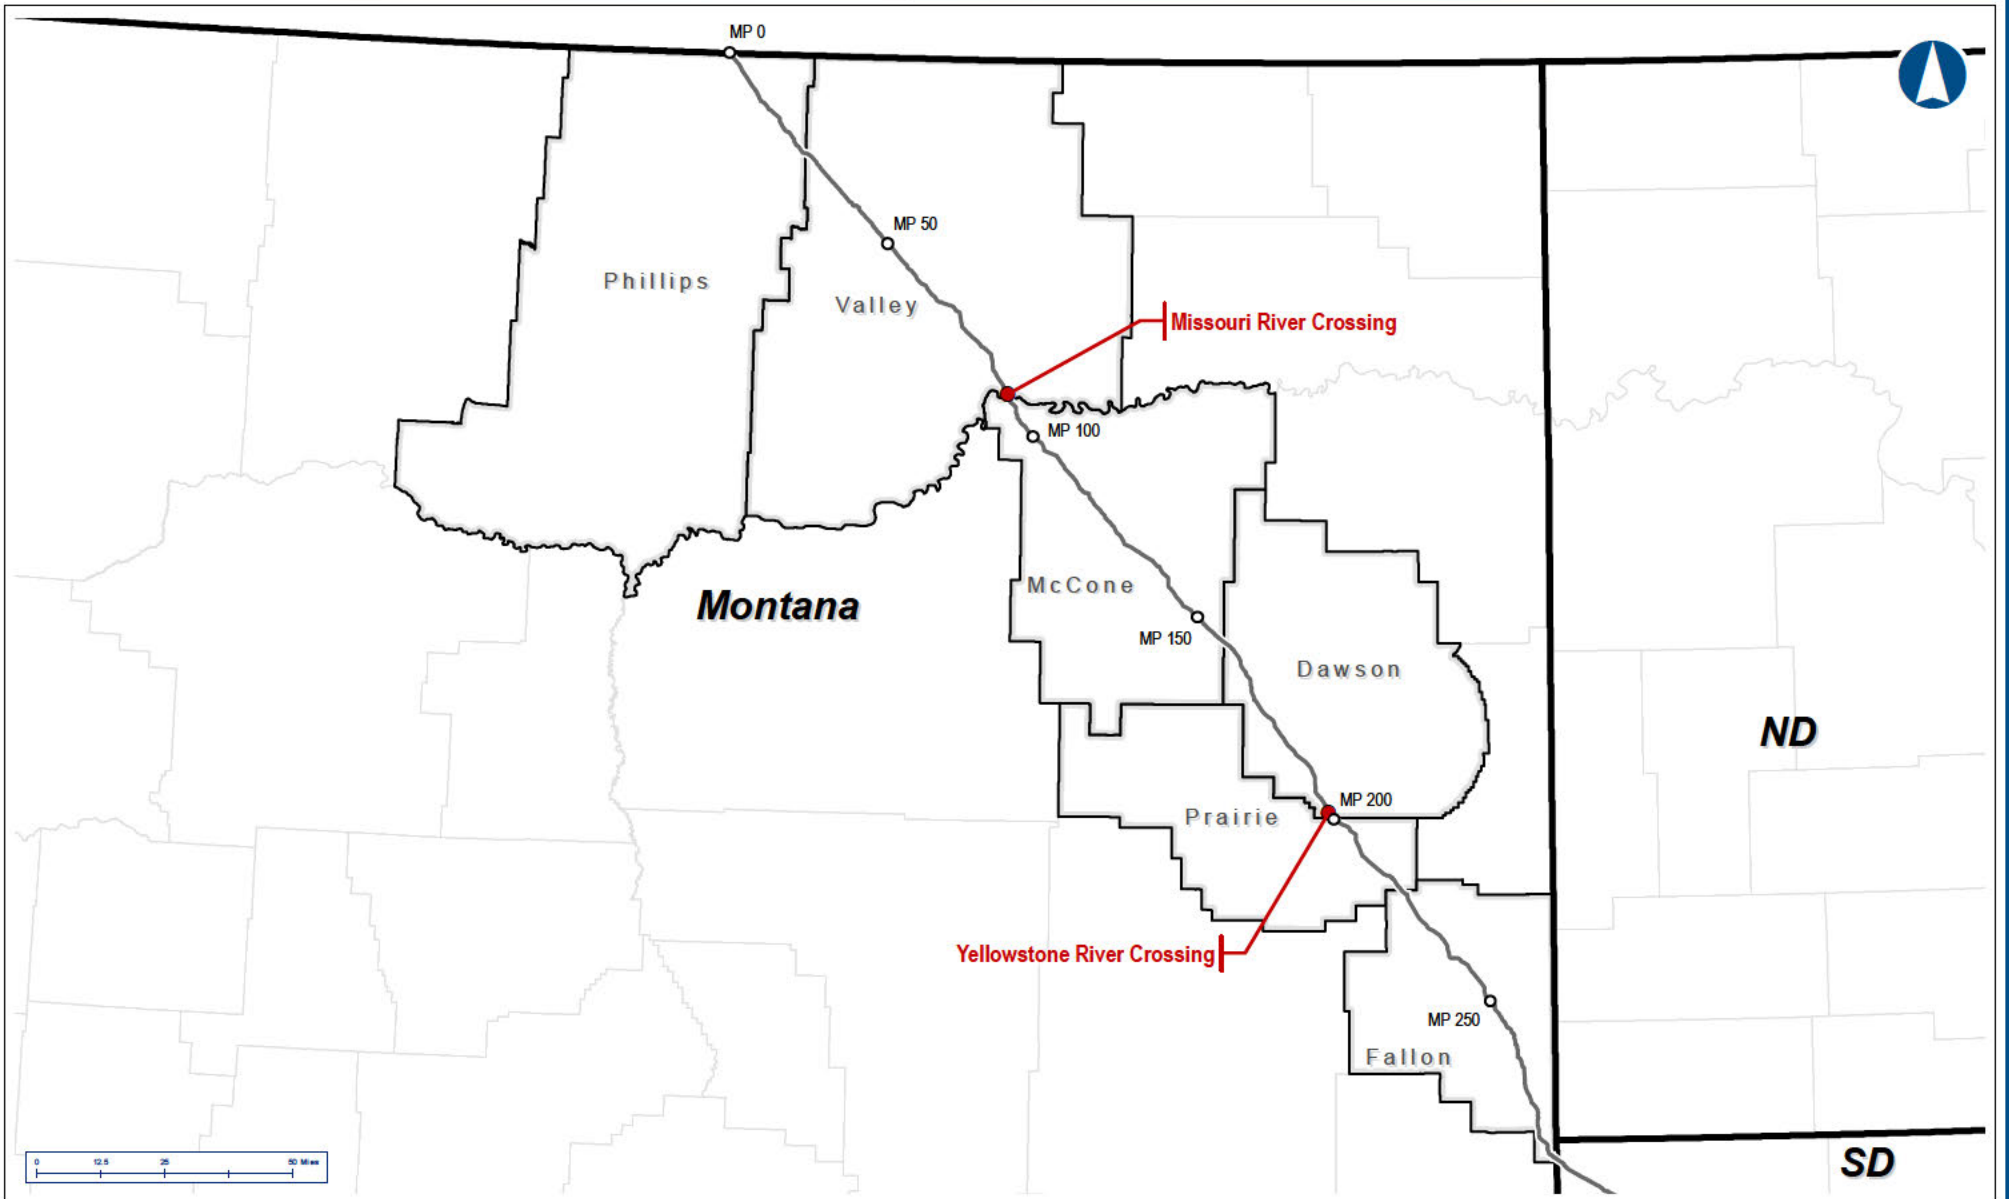 MP 0
MP 50
Phillips
Valley
Missouri River Crossing
MP 100
McCone
Montana
MP 150
Dawson
ND
MP 200
Prairie
Yellowstone River Crossing
MP 250
Fallon
0 12.5 25 50 Miles
SD